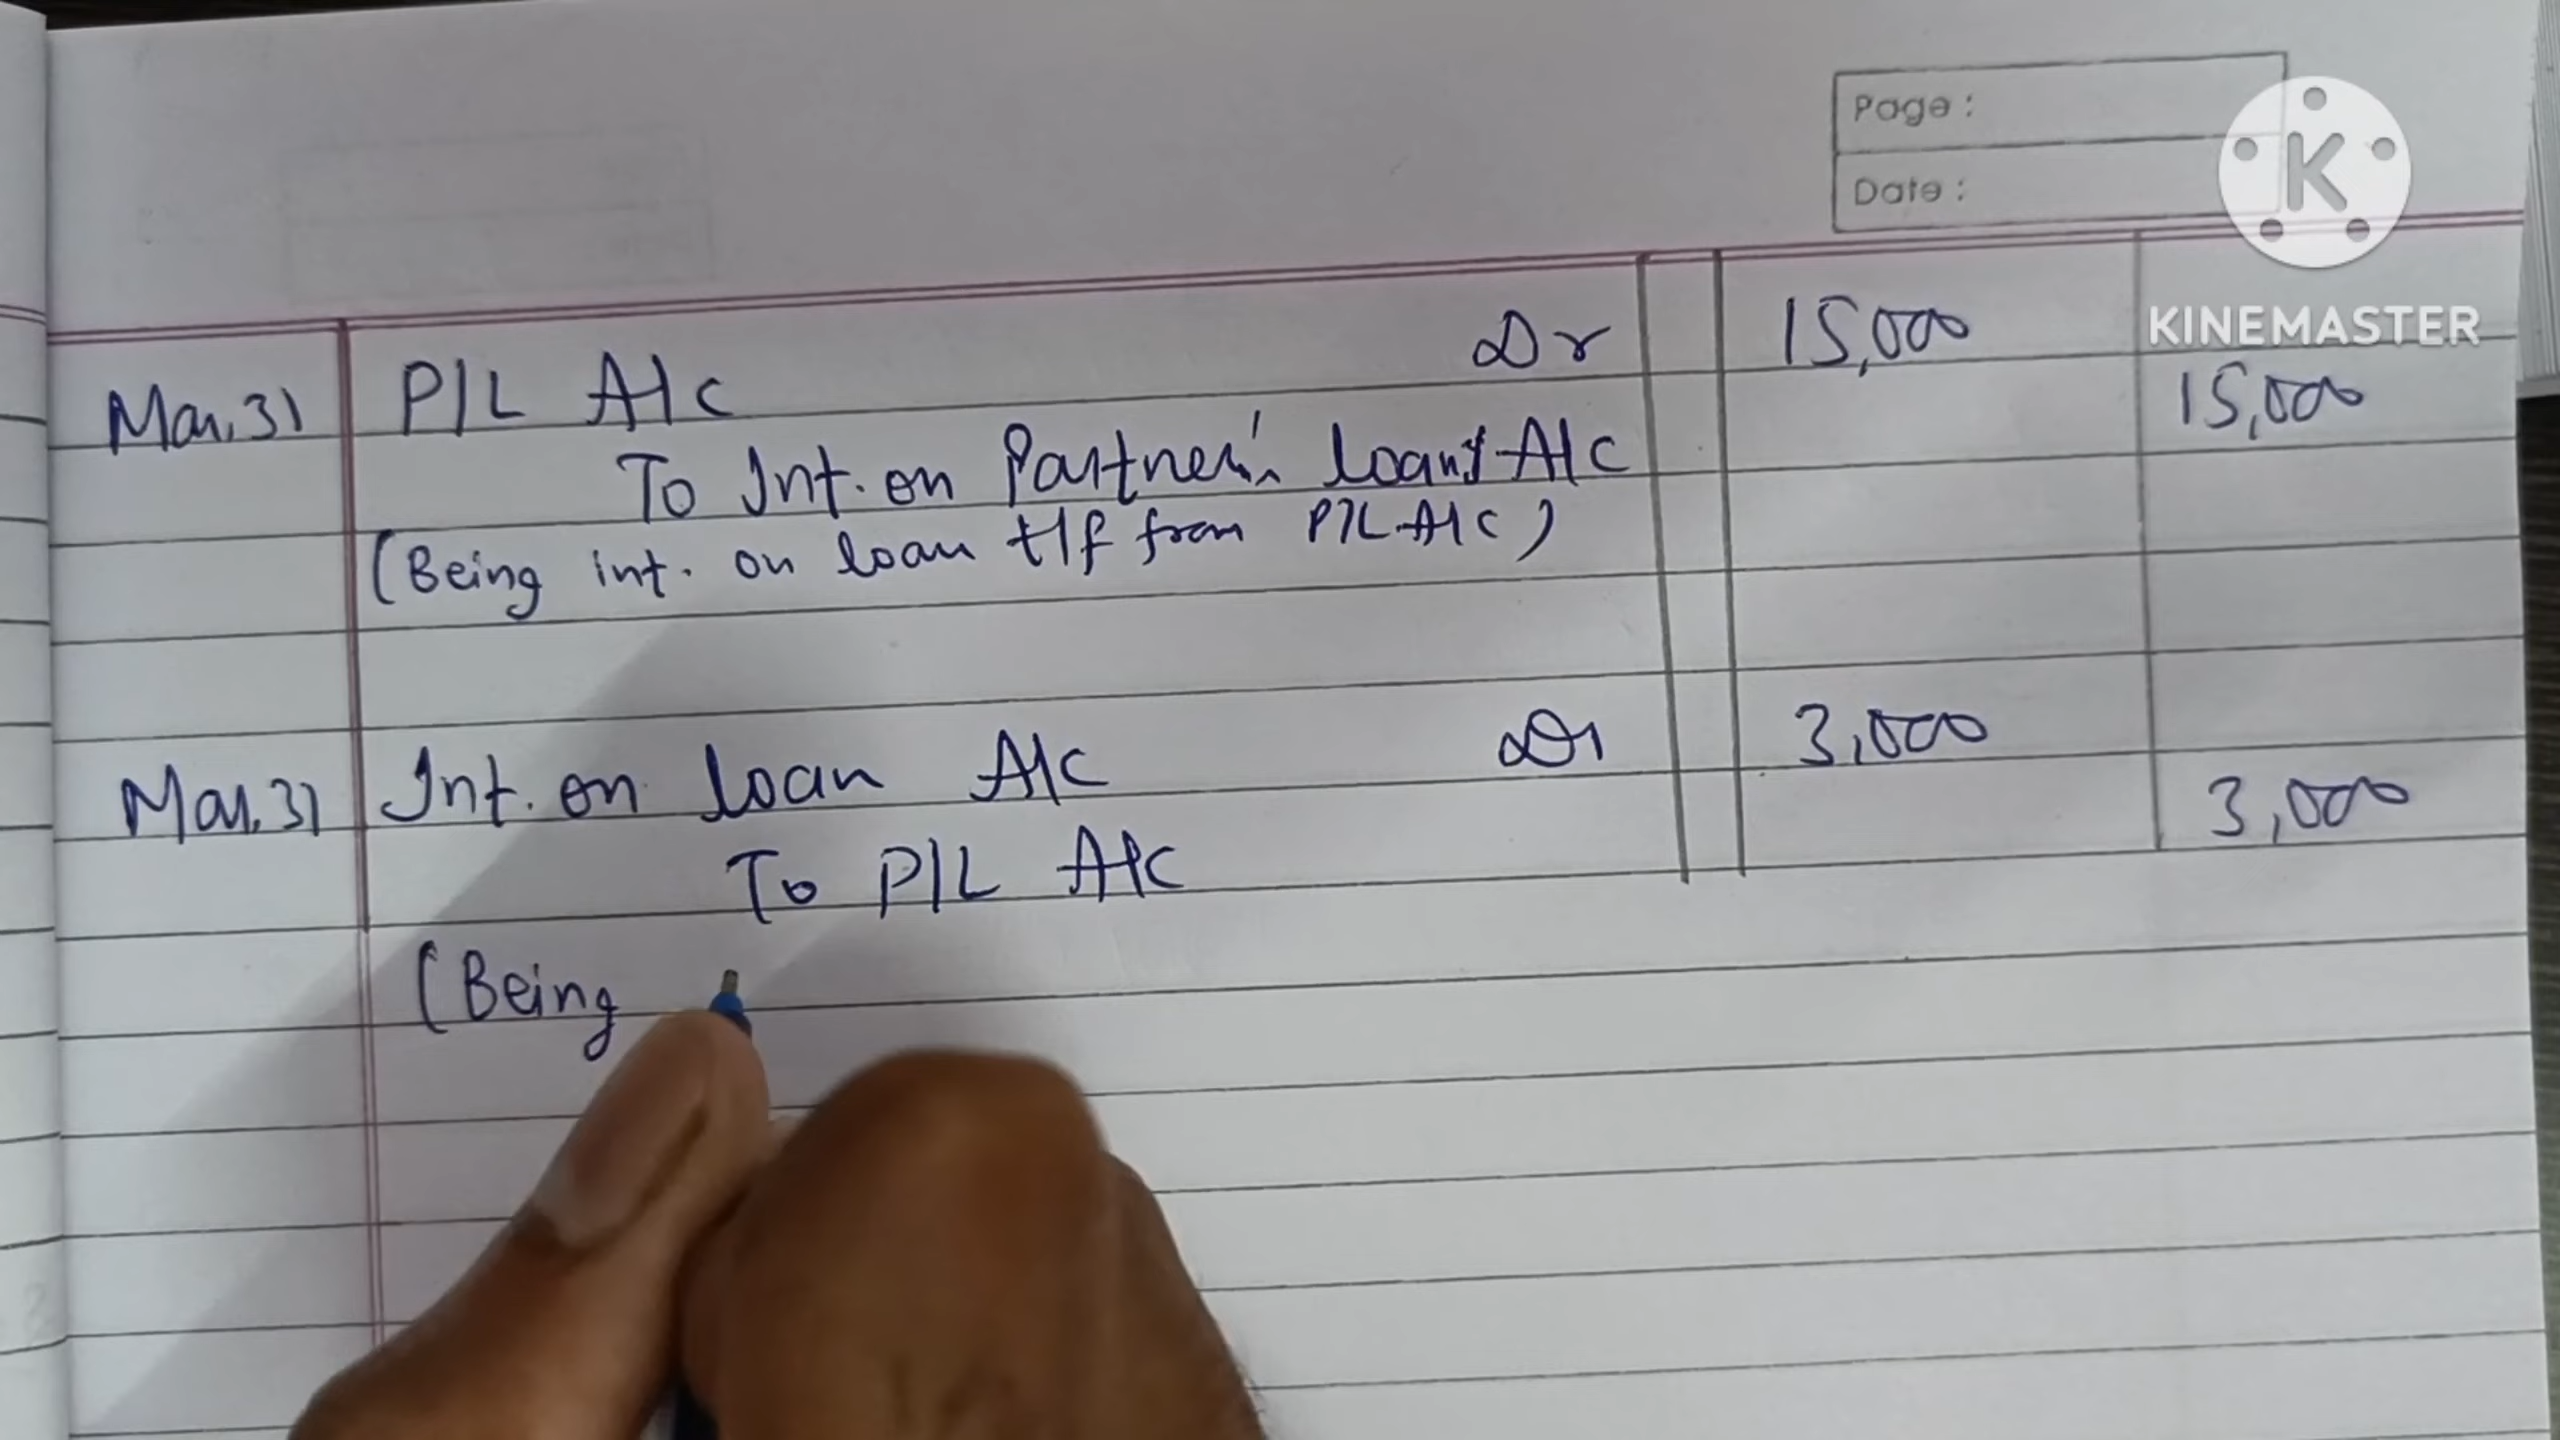 Page :
Date :
K
KINEMASTER
Mar. 31 P/L A/c Dr 15,000
To Int. on Partner's loan A/c 15,000
(Being int. on loan t/f from P/L A/c)
Mar. 31 Int. on loan A/c Dr 3,000
To P/L A/c 3,000
(Being